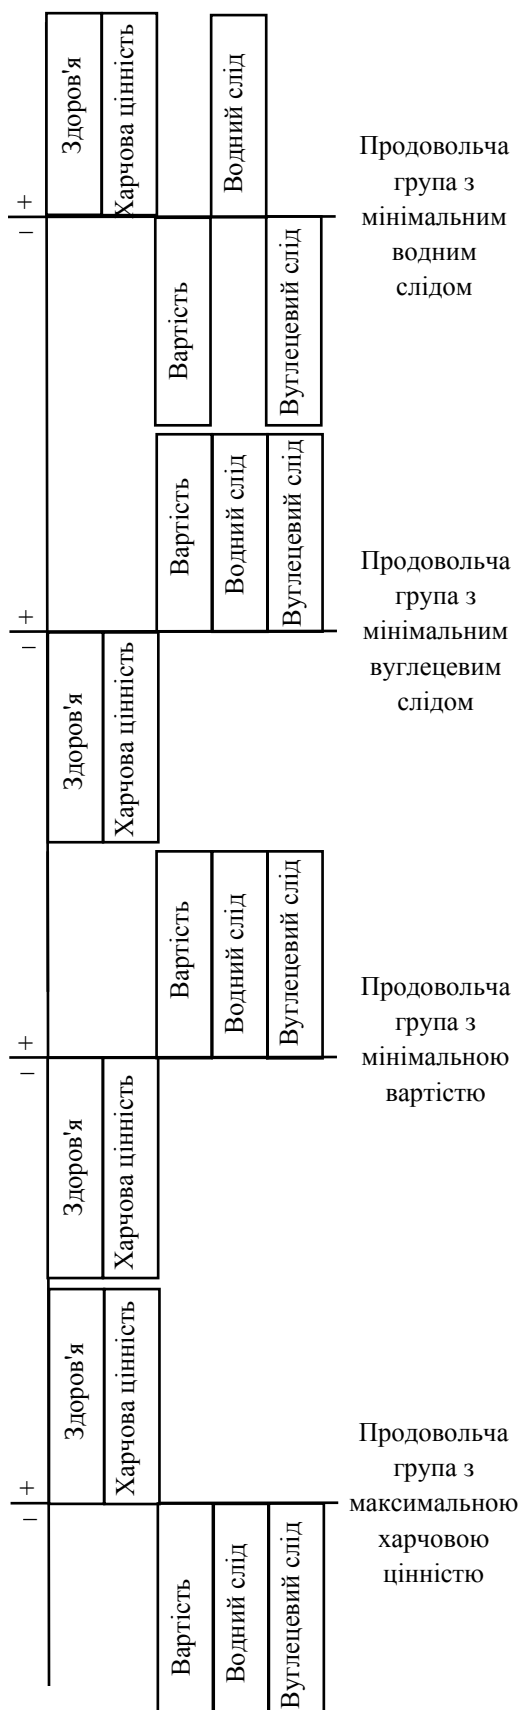 Здоров'я
Харчова цінність
Водний слід
+
–
Вартість
Вуглецевий слід
Продовольча
група з
мінімальним
водним
слідом
Вартість
Водний слід
Вуглецевий слід
+
–
Здоров'я
Харчова цінність
Продовольча
група з
мінімальним
вуглецевим
слідом
Вартість
Водний слід
Вуглецевий слід
+
–
Здоров'я
Харчова цінність
Продовольча
група з
мінімальною
вартістю
Здоров'я
Харчова цінність
+
–
Вартість
Водний слід
Вуглецевий слід
Продовольча
група з
максимальною
харчовою
цінністю